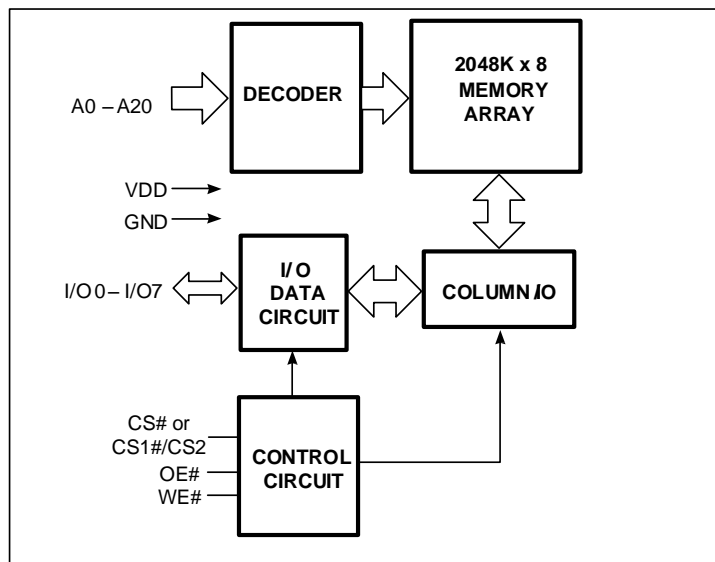 DECODER
2048K x 8
MEMORY
ARRAY
A0 – A20
VDD
GND
I/O0 – I/O7
I/O
DATA
CIRCUIT
COLUMN I/O
CS# or
CS1#/CS2
OE#
WE#
CONTROL
CIRCUIT